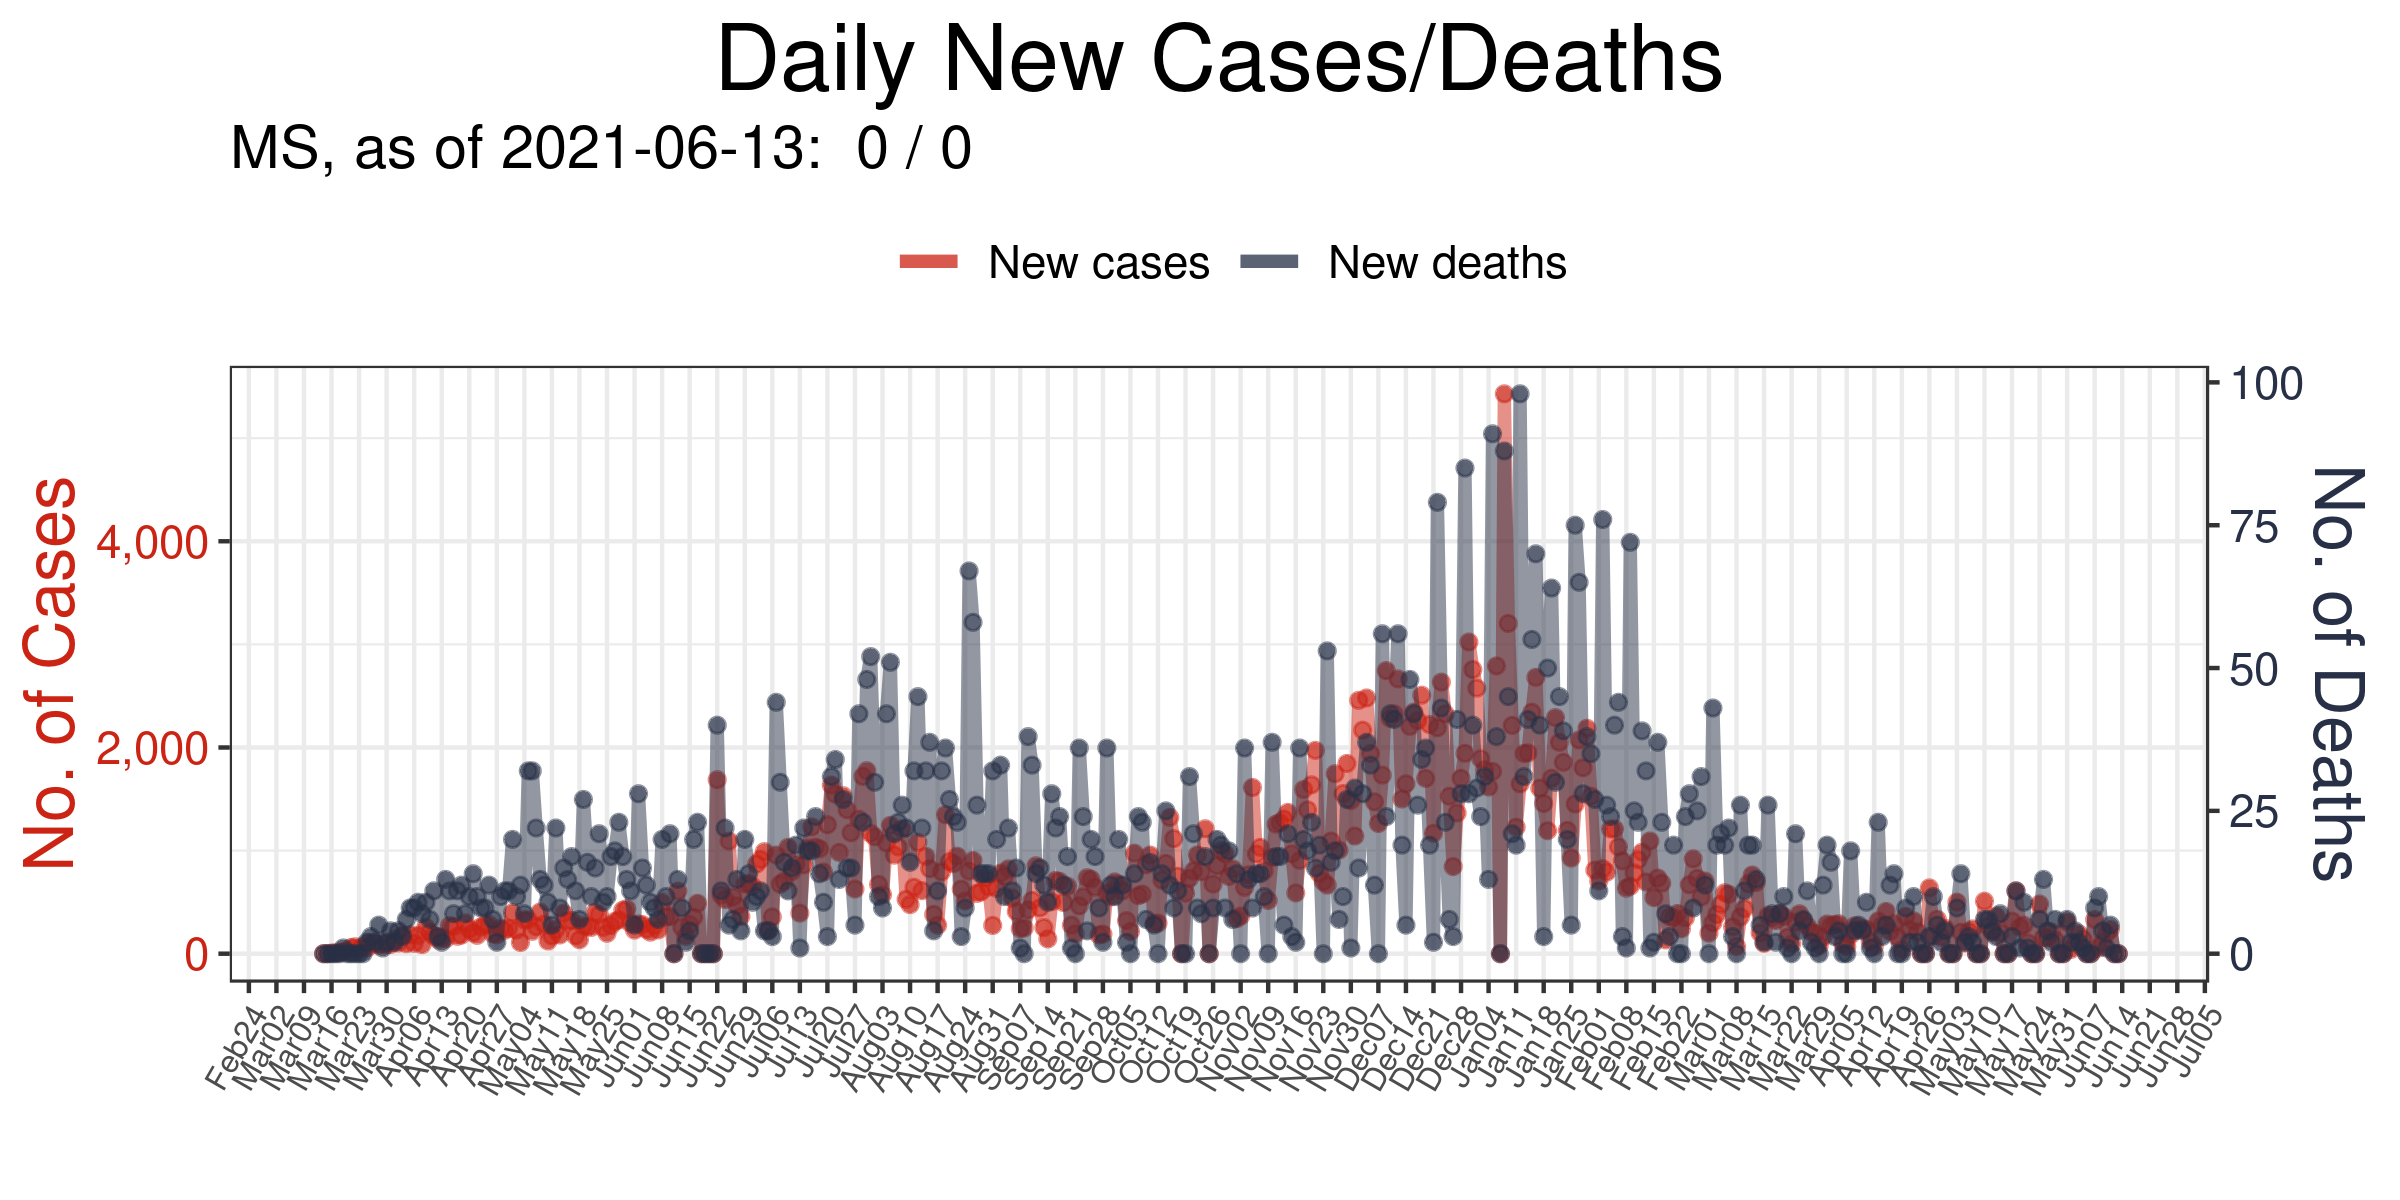 Daily New Cases/Deaths
MS, as of 2021-06-13: 0 / 0
New cases New deaths
No. of Cases
4,000
2,000
0
100
75
50
25
0
No. of Deaths
Feb24 Mar02 Mar09 Mar16 Mar23 Mar30 Apr06 Apr13 Apr20 Apr27 May04 May11 May18 May25 Jun01 Jun08 Jun15 Jun22 Jun29 Jul06 Jul13 Jul20 Jul27 Aug03 Aug10 Aug17 Aug24 Aug31 Sep07 Sep14 Sep21 Sep28 Oct05 Oct12 Oct19 Oct26 Nov02 Nov09 Nov16 Nov23 Nov30 Dec07 Dec14 Dec21 Dec28 Jan04 Jan11 Jan18 Jan25 Feb01 Feb08 Feb15 Feb22 Mar01 Mar08 Mar15 Mar22 Mar29 Apr05 Apr12 Apr19 Apr26 May03 May10 May17 May24 May31 Jun07 Jun14 Jun21 Jun28 Jul05